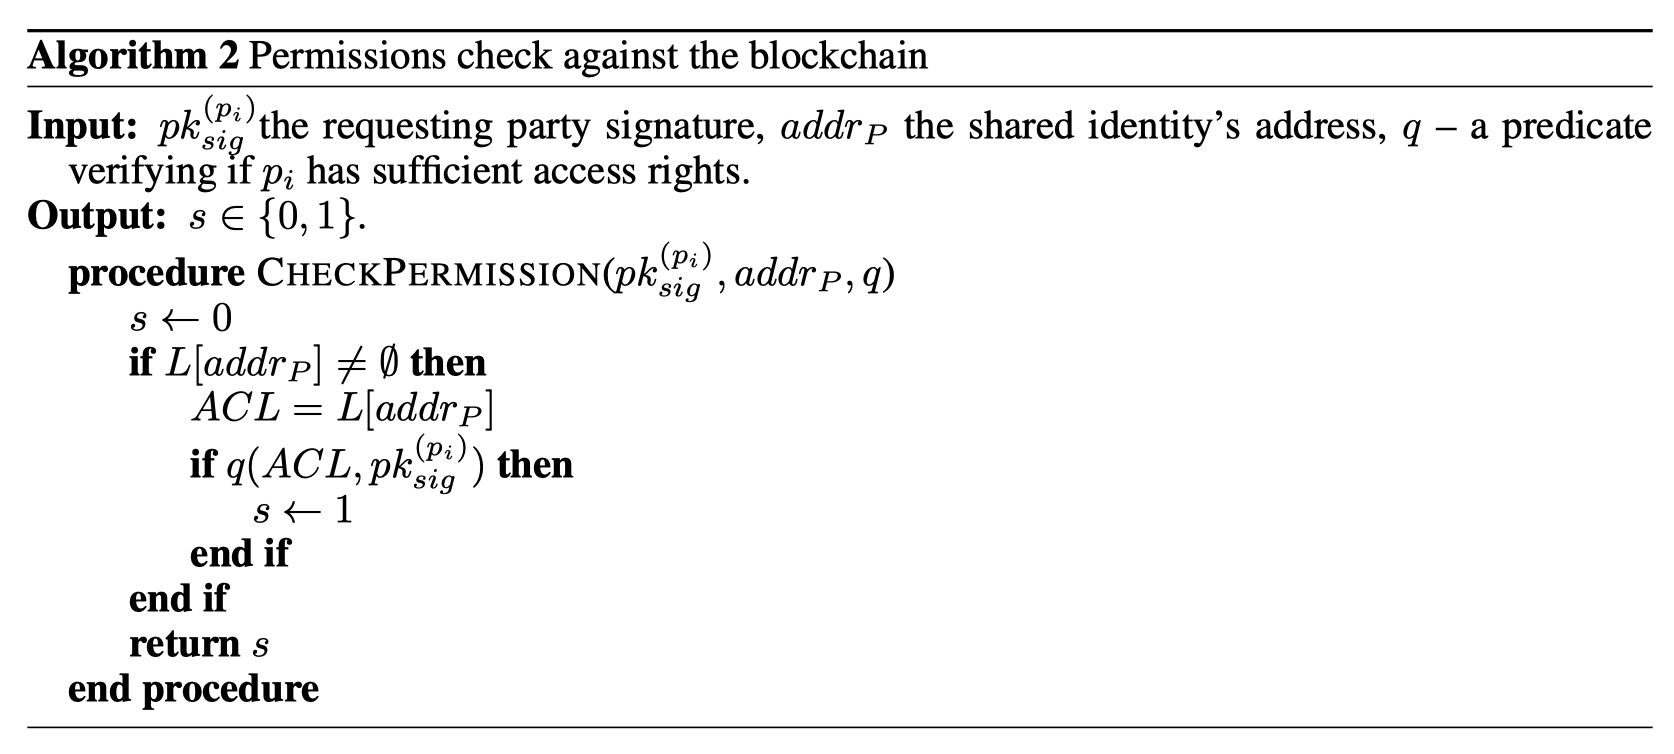 Algorithm 2 Permissions check against the blockchain
Input: $pk_{sig}^{(p_i)}$ the requesting party signature, $addr_P$ the shared identity's address, $q$ – a predicate
verifying if $p_i$ has sufficient access rights.
Output: $s \in \{0, 1\}$.
procedure CHECKPERMISSION($pk_{sig}^{(p_i)}, addr_P, q$)
$s \leftarrow 0$
if $L[addr_P] \neq \emptyset$ then
$ACL = L[addr_P]$
if $q(ACL, pk_{sig}^{(p_i)})$ then
$s \leftarrow 1$
end if
end if
return $s$
end procedure